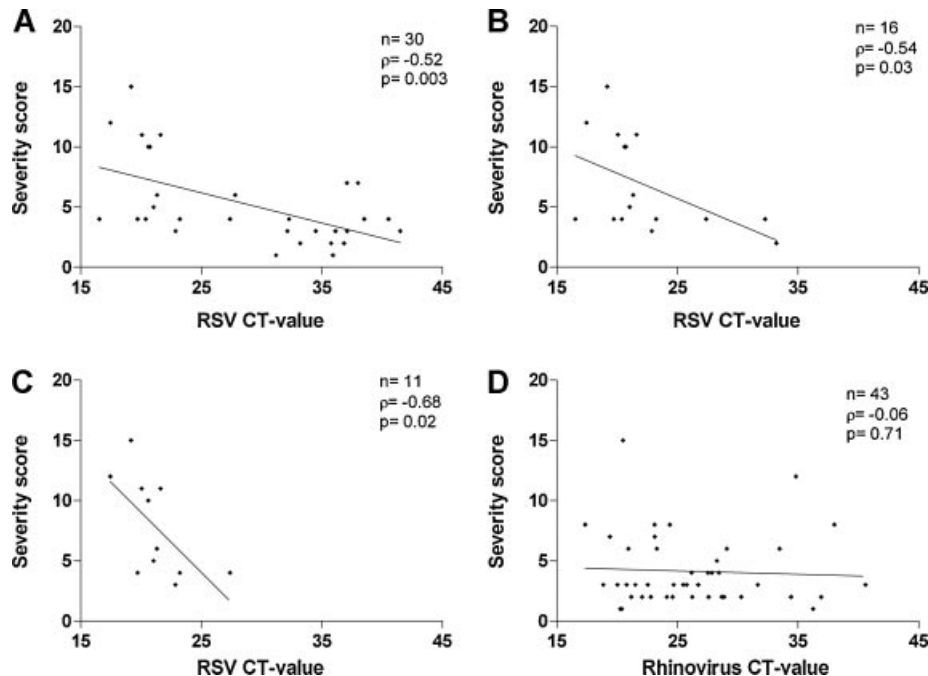 A
20
15
10
5
0
Severity score
n= 30
ρ= -0.52
p= 0.003
15 25 35 45
RSV CT-value
B
20
15
10
5
0
Severity score
n= 16
ρ= -0.54
p= 0.03
15 25 35 45
RSV CT-value
C
20
15
10
5
0
Severity score
n= 11
ρ= -0.68
p= 0.02
15 25 35 45
RSV CT-value
D
20
15
10
5
0
Severity score
n= 43
ρ= -0.06
p= 0.71
15 25 35 45
Rhinovirus CT-value